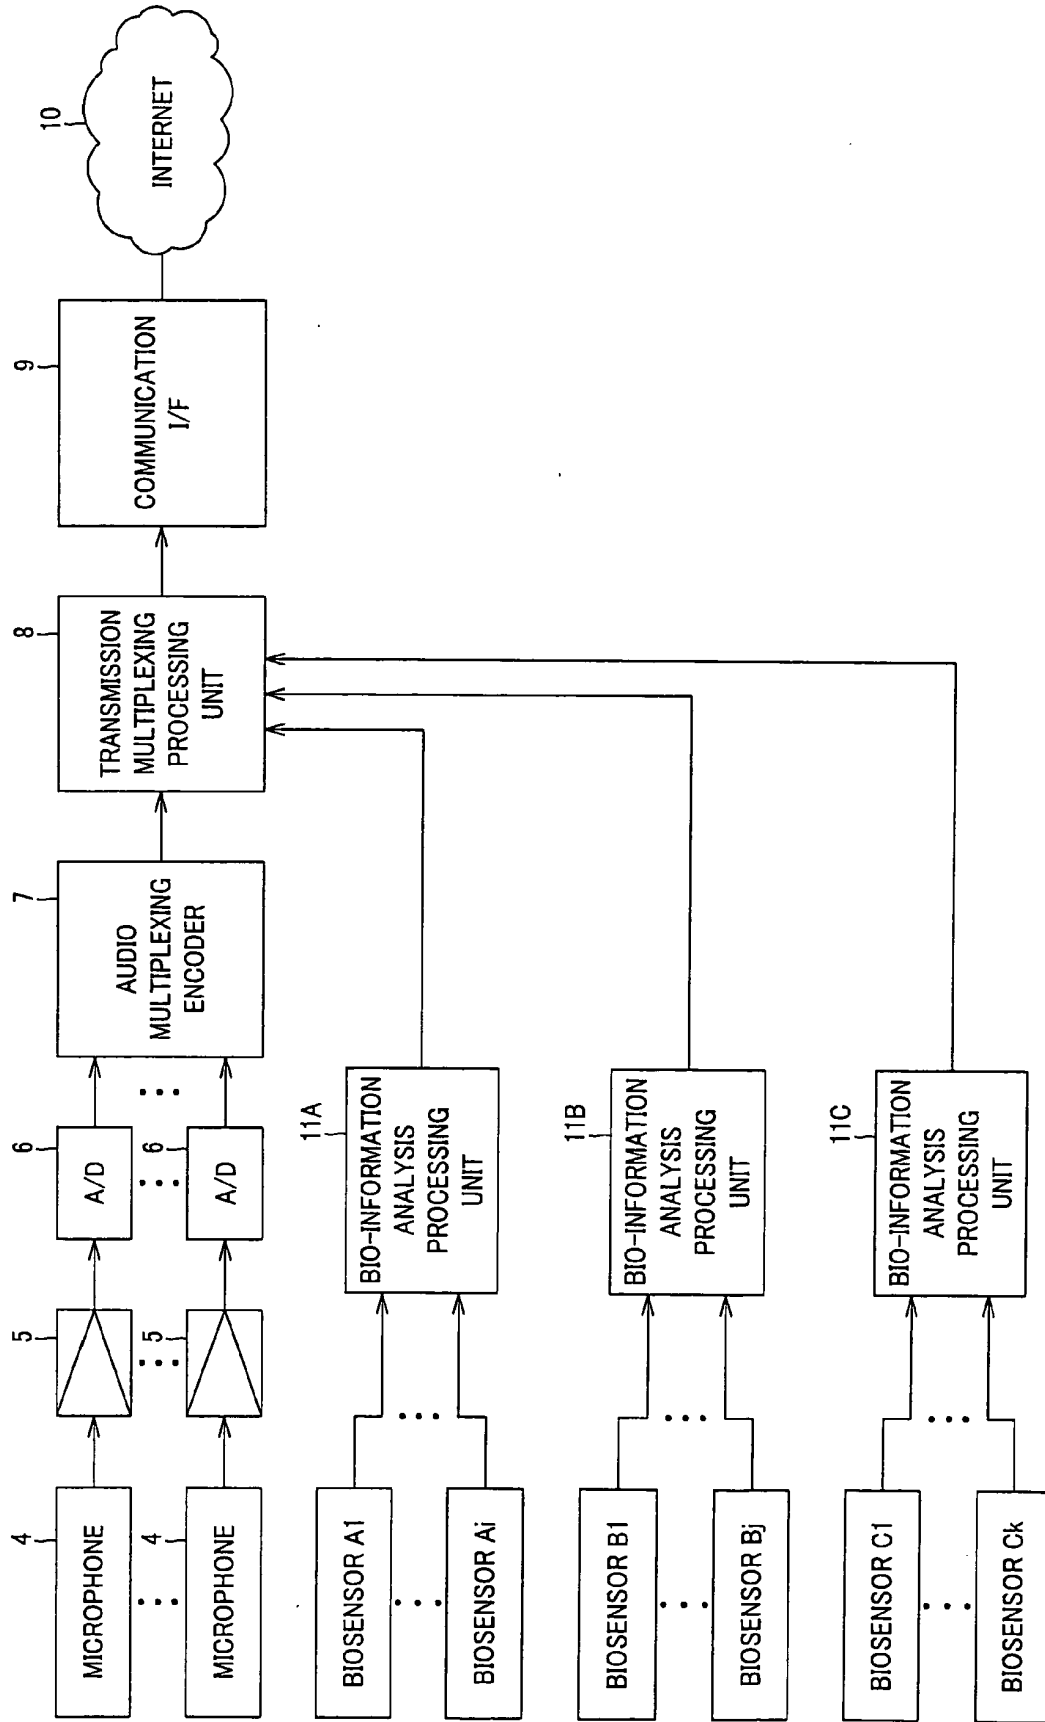 4
MICROPHONE
5
6
A/D
7
AUDIO
MULTIPLEXING
ENCODER
8
TRANSMISSION
MULTIPLEXING
PROCESSING
UNIT
9
COMMUNICATION
I/F
10
INTERNET
4
MICROPHONE
5
6
A/D
BIOSENSOR A1
BIOSENSOR Ai
11A
BIO-INFORMATION
ANALYSIS
PROCESSING
UNIT
BIOSENSOR B1
BIOSENSOR Bj
11B
BIO-INFORMATION
ANALYSIS
PROCESSING
UNIT
BIOSENSOR C1
BIOSENSOR Ck
11C
BIO-INFORMATION
ANALYSIS
PROCESSING
UNIT